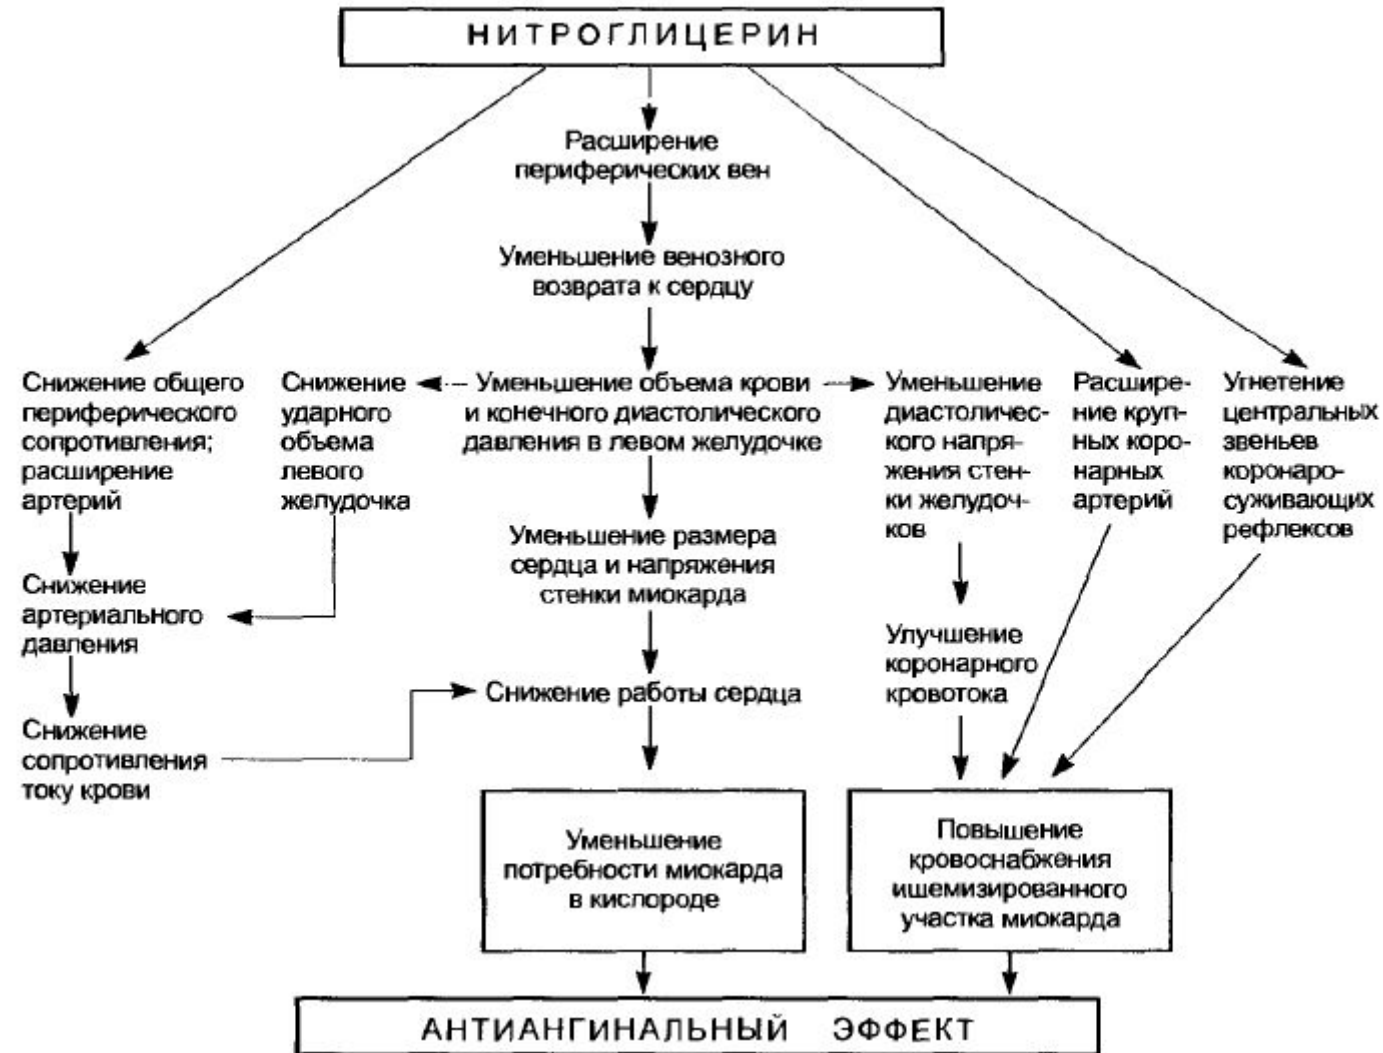 НИТРОГЛИЦЕРИН
Расширение
периферических вен
Уменьшение венозного
возврата к сердцу
Снижение общего
периферического
сопротивления;
расширение
артерий
Снижение
ударного
объема
левого
желудочка
Уменьшение объема крови
и конечного диастолического
давления в левом желудочке
Уменьшение
диастоличес-
кого напря-
жения стен-
ки желудоч-
ков
Расшире-
ние круп-
ных коро-
нарных
артерий
Угнетение
центральных
звеньев
коронаро-
суживающих
рефлексов
Уменьшение размера
сердца и напряжения
стенки миокарда
Снижение
артериального
давления
Улучшение
коронарного
кровотока
Снижение работы сердца
Снижение
сопротивления
току крови
Уменьшение
потребности миокарда
в кислороде
Повышение
кровоснабжения
ишемизированного
участка миокарда
АНТИАНГИНАЛЬНЫЙ ЭФФЕКТ